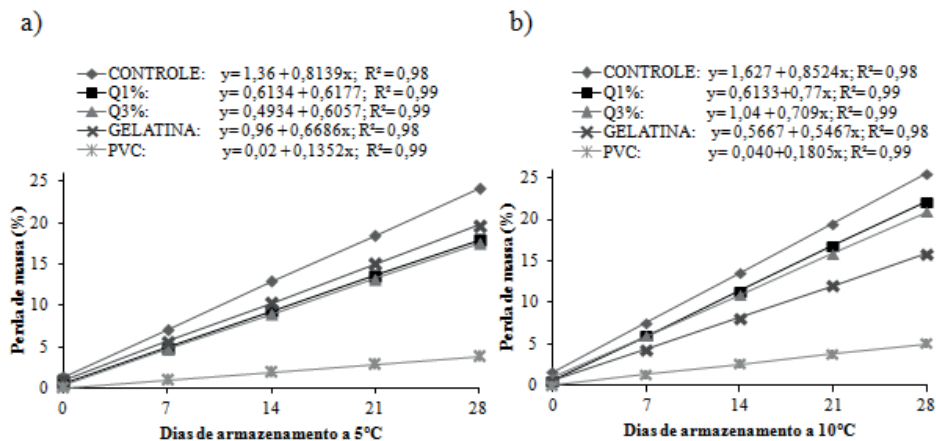 a)
CONTROLE: y= 1,36 + 0,8139x; R²= 0,98
Q1%: y= 0,6134 + 0,6177; R²= 0,99
Q3%: y= 0,4934 + 0,6057; R²= 0,99
GELATINA: y= 0,96 + 0,6686x; R²= 0,98
PVC: y= 0,02 + 0,1352x; R²= 0,99
Perda de massa (%)
25
20
15
10
5
0
0 7 14 21 28
Dias de armazenamento a 5°C
b)
CONTROLE: y= 1,627 + 0,8524x; R²= 0,98
Q1%: y= 0,6133 + 0,77x; R²= 0,99
Q3%: y= 1,04 + 0,709x; R²= 0,99
GELATINA: y= 0,5667 + 0,5467x; R²= 0,98
PVC: y= 0,040+0,1805x; R²= 0,99
Perda de massa (%)
25
20
15
10
5
0
0 7 14 21 28
Dias de armazenamento a 10°C